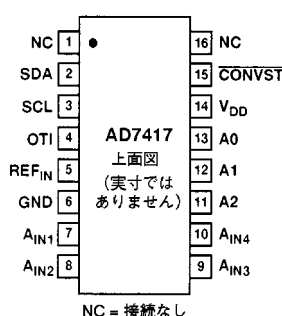 NC 1 16 NC
SDA 2 15 CONVST
SCL 3 14 VDD
OTI 4 AD7417 13 A0
上面図
REFIN 5 (実寸では 12 A1
GND 6 ありません) 11 A2
AIN1 7 10 AIN4
AIN2 8 9 AIN3
NC = 接続なし